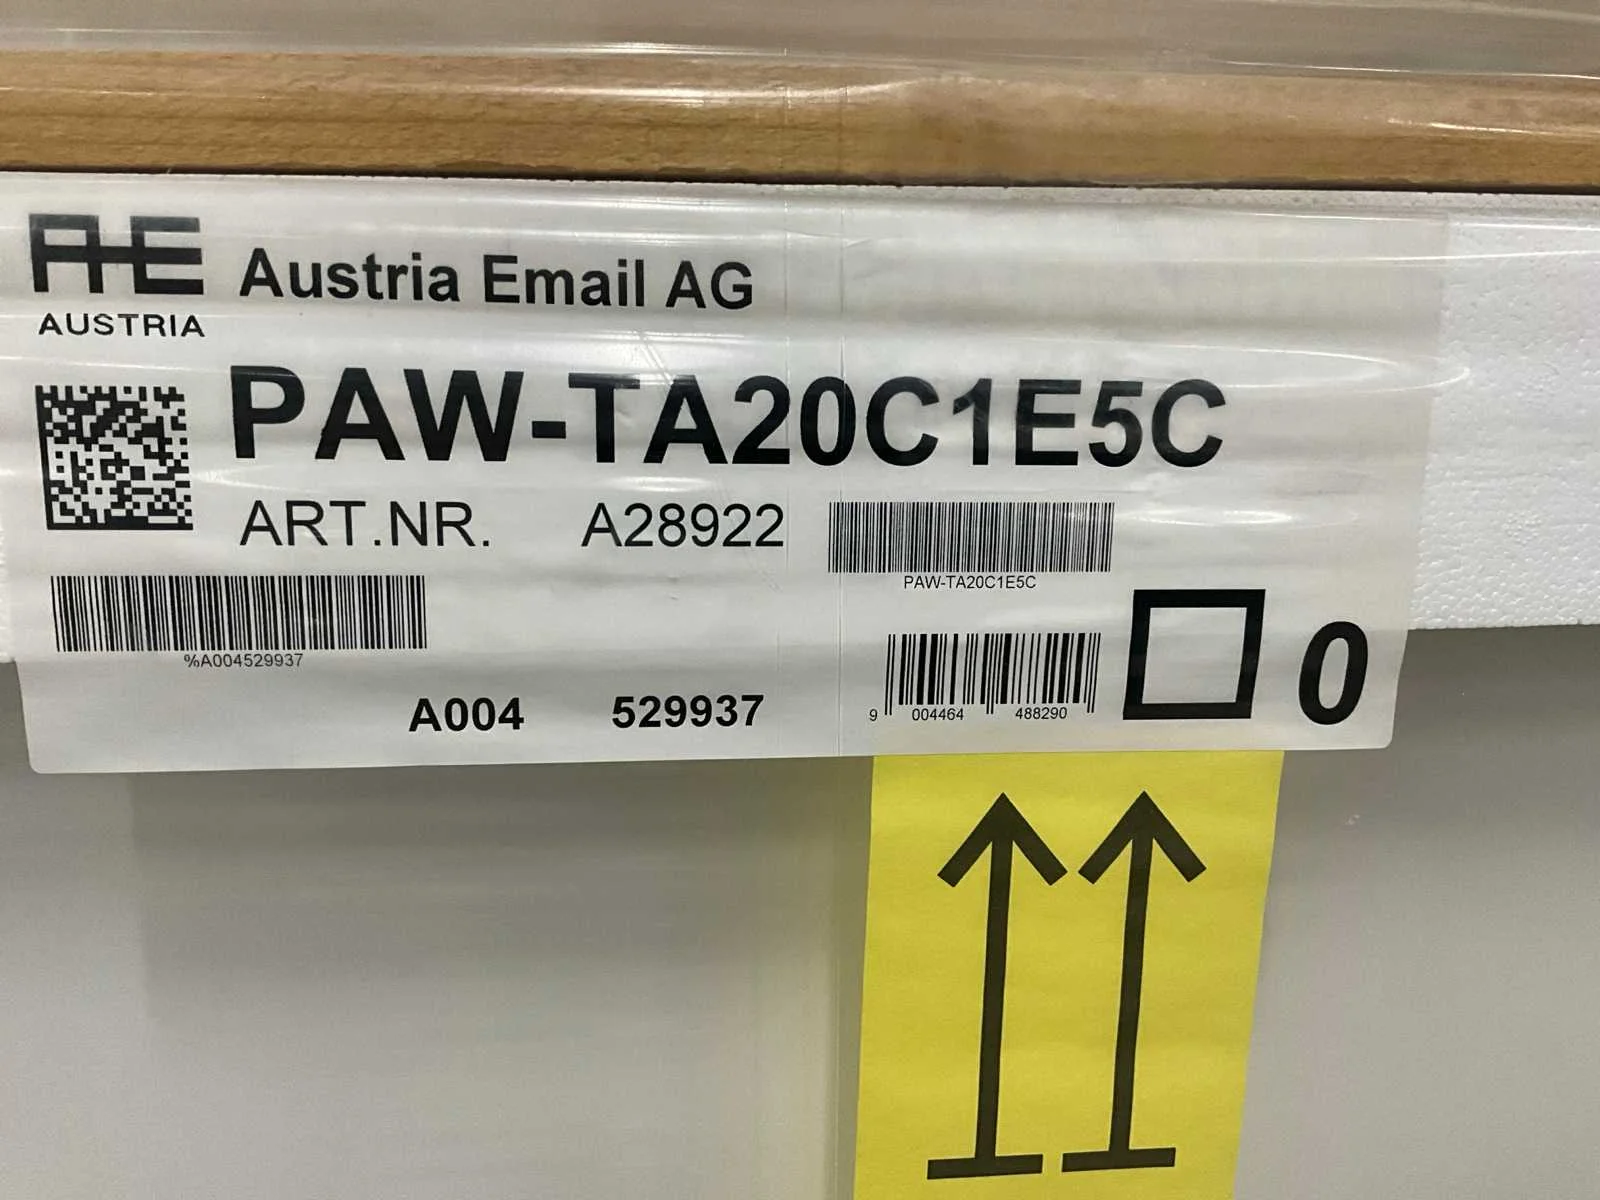 AE
AUSTRIA
Austria Email AG
PAW-TA20C1E5C
ART.NR. A28922
PAW-TA20C1E5C
%A004529937
A004 529937
9 004464 488290
0